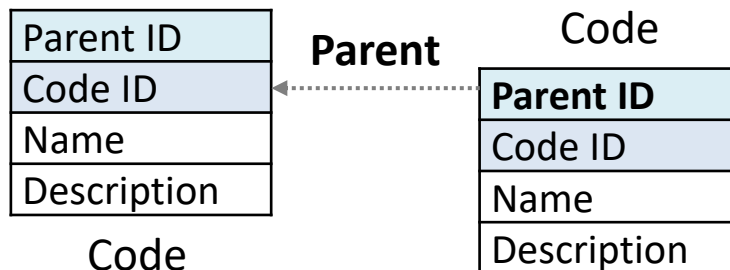 Parent ID
Code ID
Name
Description
Code
Parent
Code
Parent ID
Code ID
Name
Description